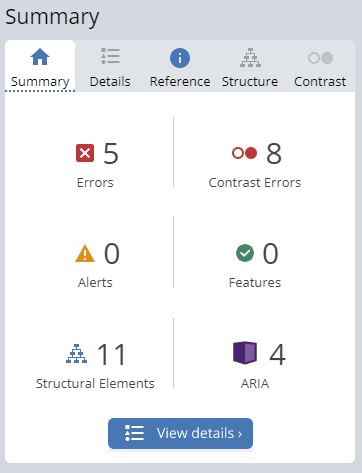 Summary
Summary Details Reference Structure Contrast
5 8
Errors Contrast Errors
0 0
Alerts Features
11 4
Structural Elements ARIA
View details ›